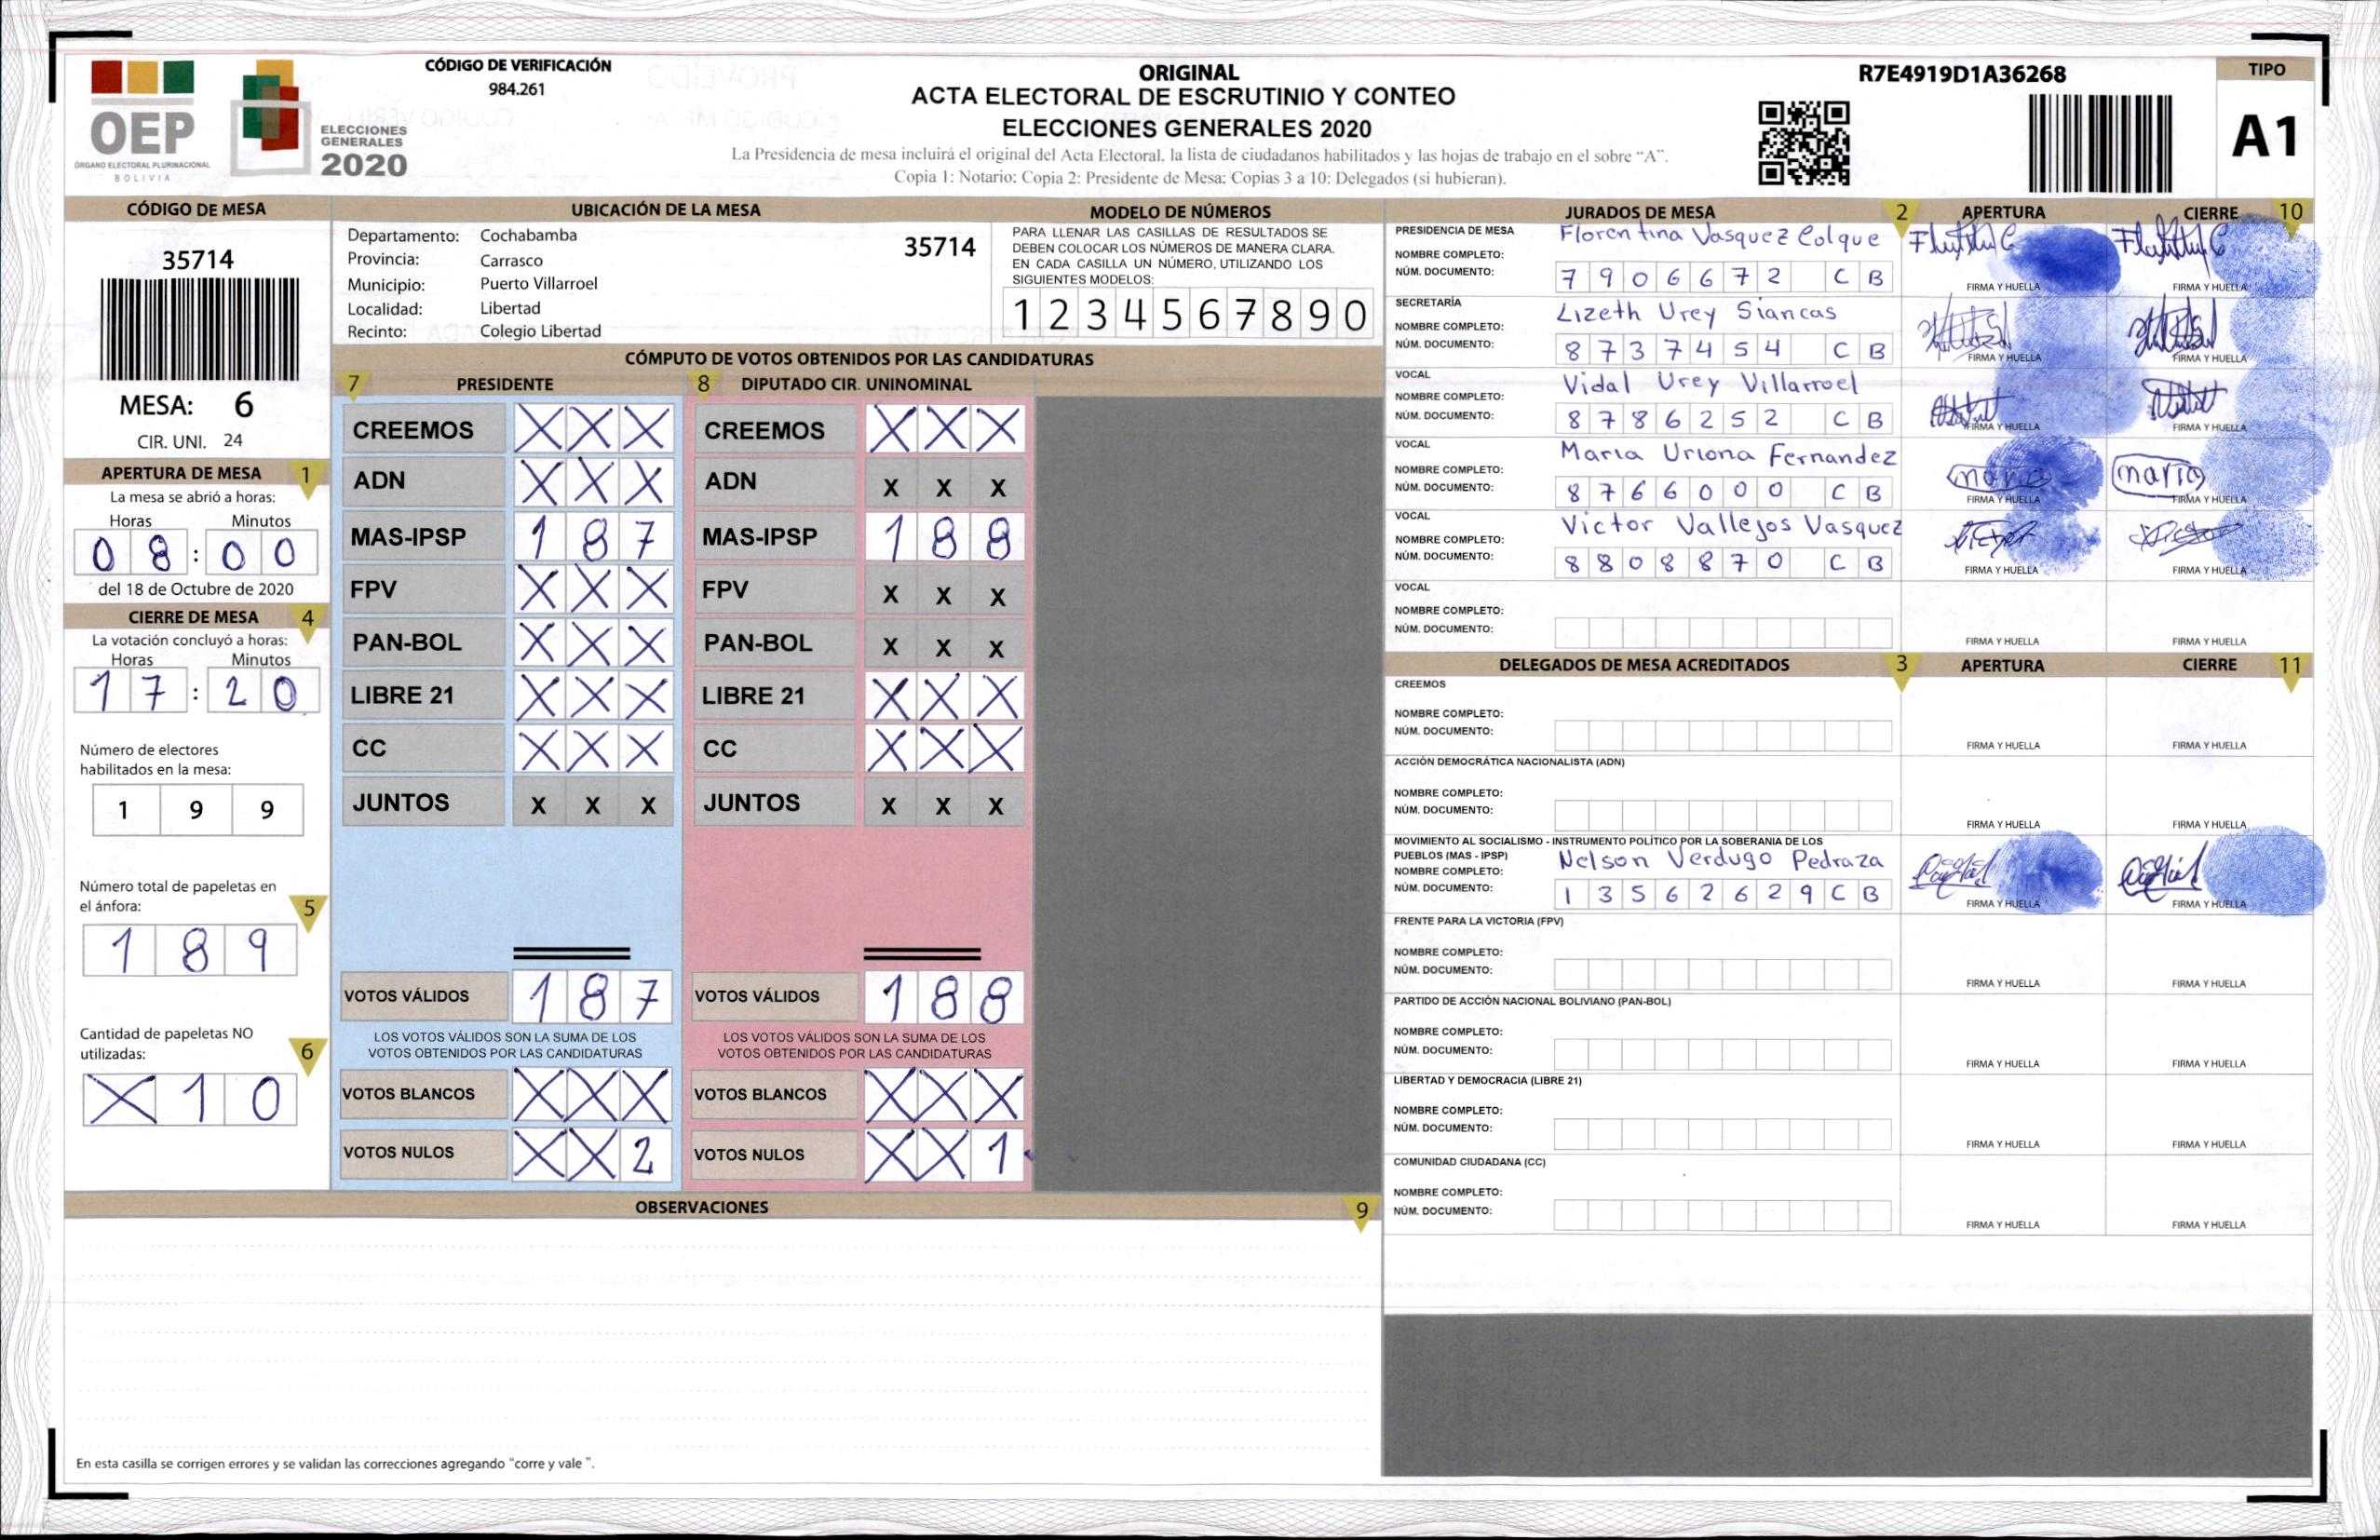 OEP
ÓRGANO ELECTORAL PLURINACIONAL
BOLIVIA
ELECCIONES
GENERALES
2020
CÓDIGO DE VERIFICACIÓN
984.261
ORIGINAL
ACTA ELECTORAL DE ESCRUTINIO Y CONTEO
ELECCIONES GENERALES 2020
La Presidencia de mesa incluirá el original del Acta Electoral, la lista de ciudadanos habilitados y las hojas de trabajo en el sobre "A".
Copia 1: Notario: Copia 2: Presidente de Mesa: Copias 3 a 10: Delegados (si hubieran).
R7E4919D1A36268
TIPO
A1
CÓDIGO DE MESA
35714
MESA: 6
CIR. UNI. 24
APERTURA DE MESA 1
La mesa se abrió a horas:
Horas Minutos
0 8 : 0 0
del 18 de Octubre de 2020
CIERRE DE MESA 4
La votación concluyó a horas:
Horas Minutos
1 7 : 2 0
Número de electores
habilitados en la mesa:
1 9 9
Número total de papeletas en
el ánfora: 5
1 8 9
Cantidad de papeletas NO
utilizadas: 6
X 1 0
UBICACIÓN DE LA MESA
Departamento: Cochabamba
Provincia: Carrasco
Municipio: Puerto Villarroel
Localidad: Libertad
Recinto: Colegio Libertad
35714
MODELO DE NÚMEROS
PARA LLENAR LAS CASILLAS DE RESULTADOS SE
DEBEN COLOCAR LOS NÚMEROS DE MANERA CLARA.
EN CADA CASILLA UN NÚMERO, UTILIZANDO LOS
SIGUIENTES MODELOS:
1 2 3 4 5 6 7 8 9 0
CÓMPUTO DE VOTOS OBTENIDOS POR LAS CANDIDATURAS
7 PRESIDENTE 8 DIPUTADO CIR. UNINOMINAL
CREEMOS X X X CREEMOS X X X
ADN X X X ADN X X X
MAS-IPSP 1 8 7 MAS-IPSP 1 8 8
FPV X X X FPV X X X
PAN-BOL X X X PAN-BOL X X X
LIBRE 21 X X X LIBRE 21 X X X
CC X X X CC X X X
JUNTOS X X X JUNTOS X X X
VOTOS VÁLIDOS 1 8 7 VOTOS VÁLIDOS 1 8 8
LOS VOTOS VÁLIDOS SON LA SUMA DE LOS LOS VOTOS VÁLIDOS SON LA SUMA DE LOS
VOTOS OBTENIDOS POR LAS CANDIDATURAS VOTOS OBTENIDOS POR LAS CANDIDATURAS
VOTOS BLANCOS X X X VOTOS BLANCOS X X X
VOTOS NULOS X X 2 VOTOS NULOS X X 1
OBSERVACIONES 9
En esta casilla se corrigen errores y se validan las correcciones agregando "corre y vale ".
JURADOS DE MESA 2 APERTURA CIERRE 10
PRESIDENCIA DE MESA Florentina Vasquez Colque
NOMBRE COMPLETO:
NÚM. DOCUMENTO: 7 9 0 6 6 7 2 C B FIRMA Y HUELLA FIRMA Y HUELLA
SECRETARÍA Lizeth Urey Siancas
NOMBRE COMPLETO:
NÚM. DOCUMENTO: 8 7 3 7 4 5 4 C B FIRMA Y HUELLA FIRMA Y HUELLA
VOCAL Vidal Urey Villarroel
NOMBRE COMPLETO:
NÚM. DOCUMENTO: 8 7 8 6 2 5 2 C B FIRMA Y HUELLA FIRMA Y HUELLA
VOCAL Maria Uriona Fernandez
NOMBRE COMPLETO: maria mario
NÚM. DOCUMENTO: 8 7 6 6 0 0 0 C B FIRMA Y HUELLA FIRMA Y HUELLA
VOCAL Victor Vallejos Vasquez
NOMBRE COMPLETO:
NÚM. DOCUMENTO: 8 8 0 8 8 7 0 C B FIRMA Y HUELLA FIRMA Y HUELLA
VOCAL
NOMBRE COMPLETO:
NÚM. DOCUMENTO: FIRMA Y HUELLA FIRMA Y HUELLA
DELEGADOS DE MESA ACREDITADOS 3 APERTURA CIERRE 11
CREEMOS
NOMBRE COMPLETO:
NÚM. DOCUMENTO: FIRMA Y HUELLA FIRMA Y HUELLA
ACCIÓN DEMOCRÁTICA NACIONALISTA (ADN)
NOMBRE COMPLETO:
NÚM. DOCUMENTO: FIRMA Y HUELLA FIRMA Y HUELLA
MOVIMIENTO AL SOCIALISMO - INSTRUMENTO POLÍTICO POR LA SOBERANIA DE LOS
PUEBLOS (MAS - IPSP) Nelson Verdugo Pedraza
NOMBRE COMPLETO:
NÚM. DOCUMENTO: 1 3 5 6 2 6 2 9 C B FIRMA Y HUELLA FIRMA Y HUELLA
FRENTE PARA LA VICTORIA (FPV)
NOMBRE COMPLETO:
NÚM. DOCUMENTO: FIRMA Y HUELLA FIRMA Y HUELLA
PARTIDO DE ACCIÓN NACIONAL BOLIVIANO (PAN-BOL)
NOMBRE COMPLETO:
NÚM. DOCUMENTO: FIRMA Y HUELLA FIRMA Y HUELLA
LIBERTAD Y DEMOCRACIA (LIBRE 21)
NOMBRE COMPLETO:
NÚM. DOCUMENTO: FIRMA Y HUELLA FIRMA Y HUELLA
COMUNIDAD CIUDADANA (CC)
NOMBRE COMPLETO:
NÚM. DOCUMENTO: FIRMA Y HUELLA FIRMA Y HUELLA